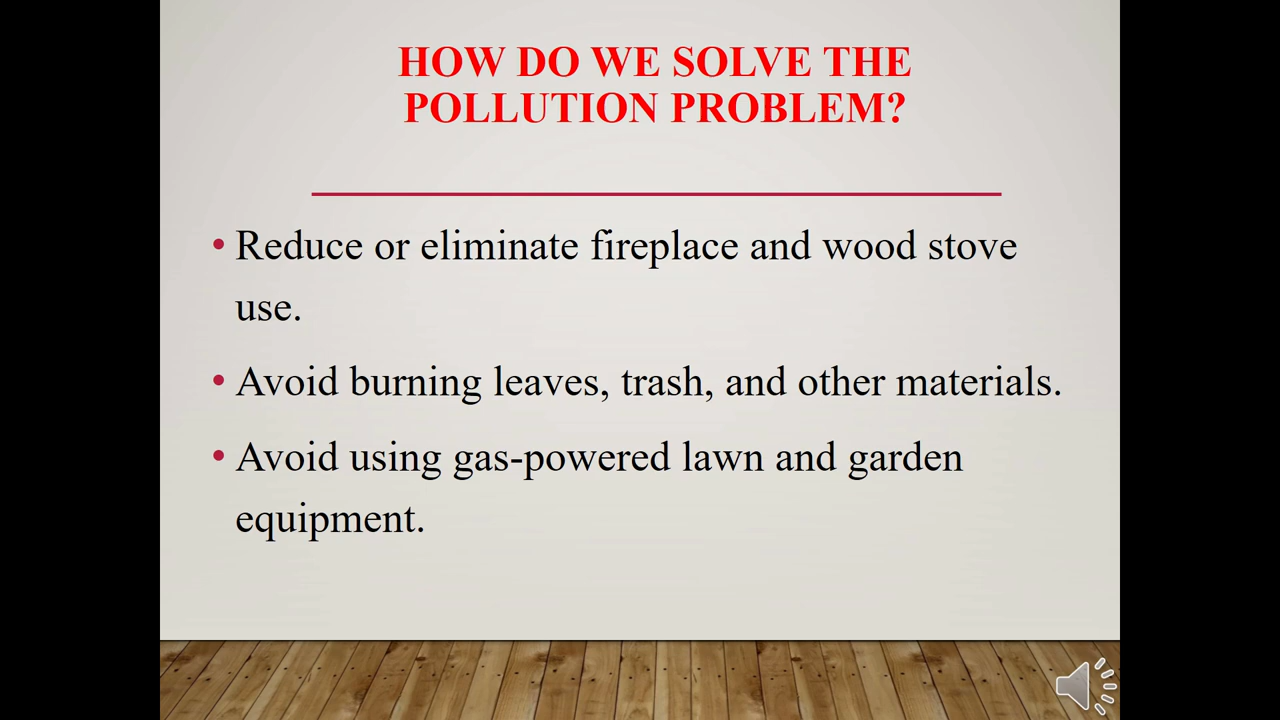 HOW DO WE SOLVE THE
POLLUTION PROBLEM?
• Reduce or eliminate fireplace and wood stove
use.
• Avoid burning leaves, trash, and other materials.
• Avoid using gas-powered lawn and garden
equipment.